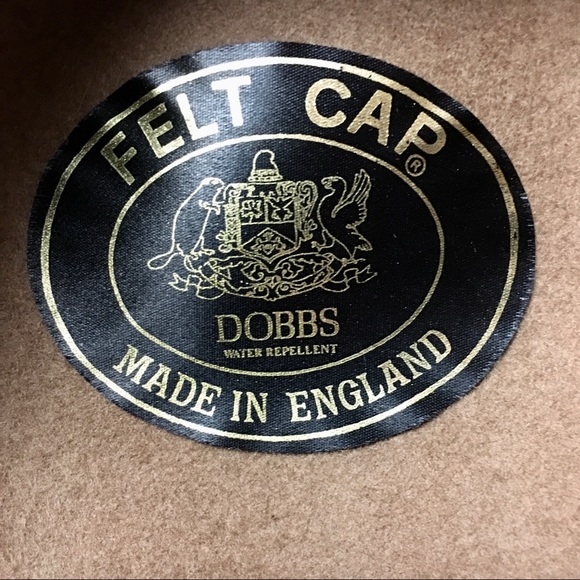 FELT CAP®
DOBBS
WATER REPELLENT
MADE IN ENGLAND